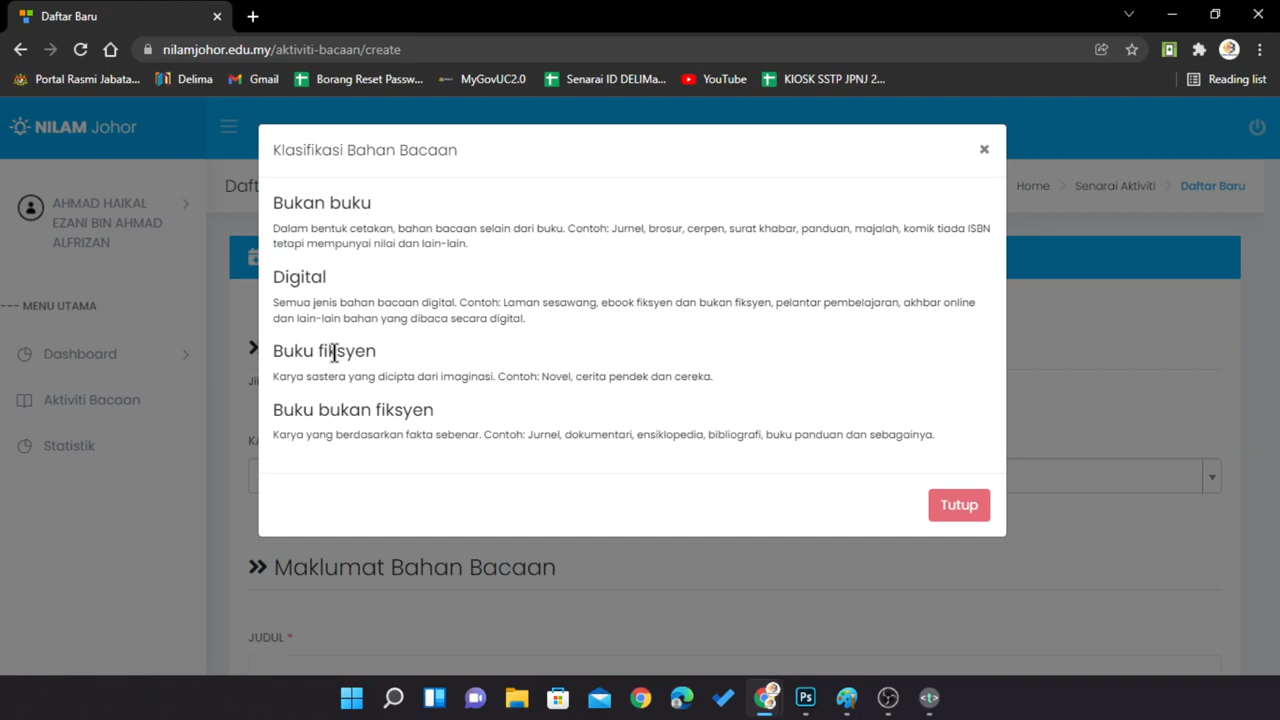 Daftar Baru
nilamjohor.edu.my/aktiviti-bacaan/create
Portal Rasmi Jabata... Delima Gmail Borang Reset Passw... MyGovUC2.0 Senarai ID DELIMa... YouTube KIOSK SSTP JPNJ 2... Reading list
NILAM Johor
AHMAD HAIKAL
EZANI BIN AHMAD
ALFRIZAN
--- MENU UTAMA
Dashboard
Aktiviti Bacaan
Statistik
Home > Senarai Aktiviti > Daftar Baru
Klasifikasi Bahan Bacaan
Bukan buku
Dalam bentuk cetakan, bahan bacaan selain dari buku. Contoh: Jurnel, brosur, cerpen, surat khabar, panduan, majalah, komik tiada ISBN
tetapi mempunyai nilai dan lain-lain.
Digital
Semua jenis bahan bacaan digital. Contoh: Laman sesawang, ebook fiksyen dan bukan fiksyen, pelantar pembelajaran, akhbar online
dan lain-lain bahan yang dibaca secara digital.
Buku fiksyen
Karya sastera yang dicipta dari imaginasi. Contoh: Novel, cerita pendek dan cereka.
Buku bukan fiksyen
Karya yang berdasarkan fakta sebenar. Contoh: Jurnel, dokumentari, ensiklopedia, bibliografi, buku panduan dan sebagainya.
Tutup
Maklumat Bahan Bacaan
JUDUL *
Ps